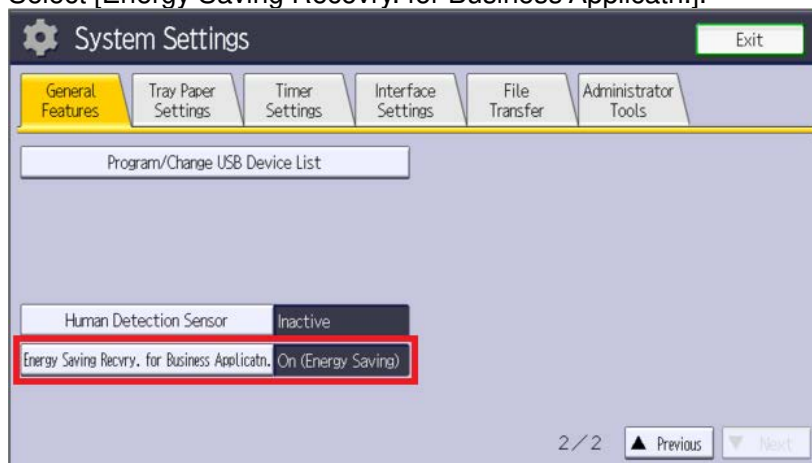 Select [Energy Saving Recovry. for Business Applicatn.].
System Settings
Exit
General Features
Tray Paper Settings
Timer Settings
Interface Settings
File Transfer
Administrator Tools
Program/Change USB Device List
Human Detection Sensor Inactive
Energy Saving Recvry. for Business Applicatn. On (Energy Saving)
2/2 ▲ Previous ▼ Next